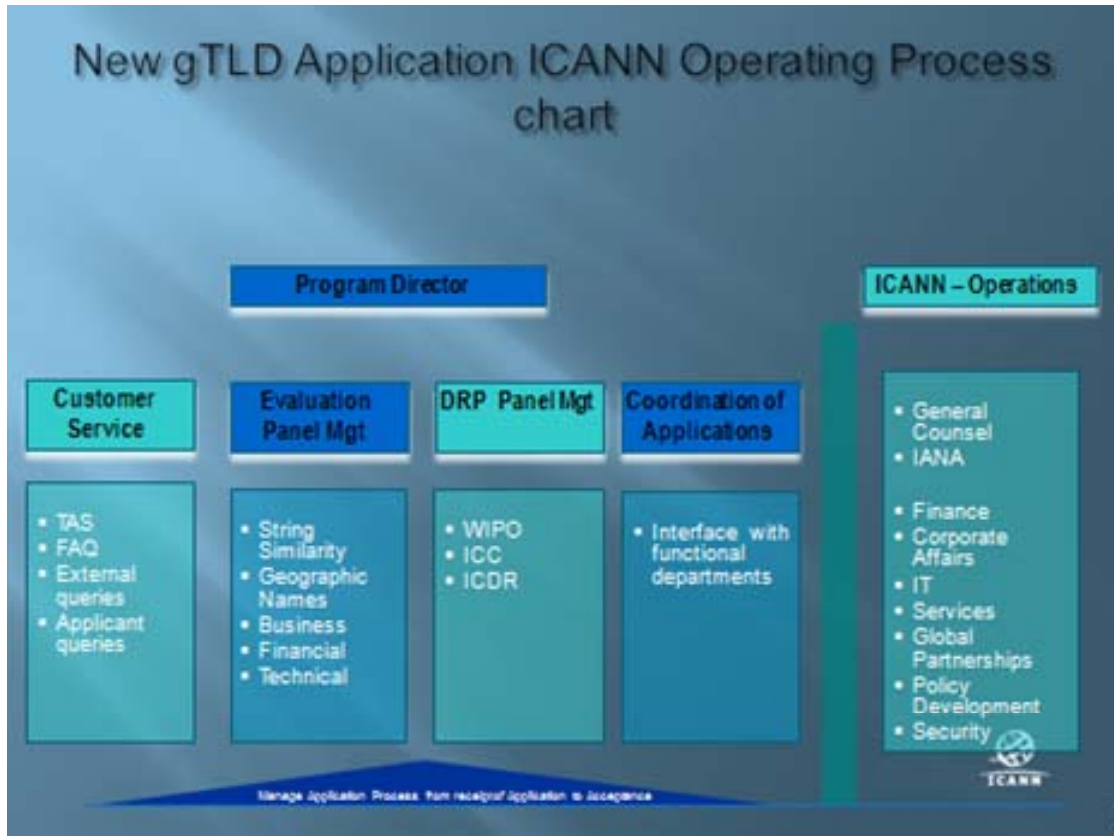 New gTLD Application ICANN Operating Process
chart
Program Director
ICANN – Operations
Customer
Service
Evaluation
Panel Mgt
DRP Panel Mgt
Coordination of
Applications
▪ TAS
▪ FAQ
▪ External
queries
▪ Applicant
queries
▪ String
Similarity
▪ Geographic
Names
▪ Business
▪ Financial
▪ Technical
▪ WIPO
▪ ICC
▪ ICDR
▪ Interface with
functional
departments
▪ General
Counsel
▪ IANA
▪ Finance
▪ Corporate
Affairs
▪ IT
▪ Services
▪ Global
Partnerships
▪ Policy
Development
▪ Security
ICANN
Manage Application Process from receiptof Application to Acceptance